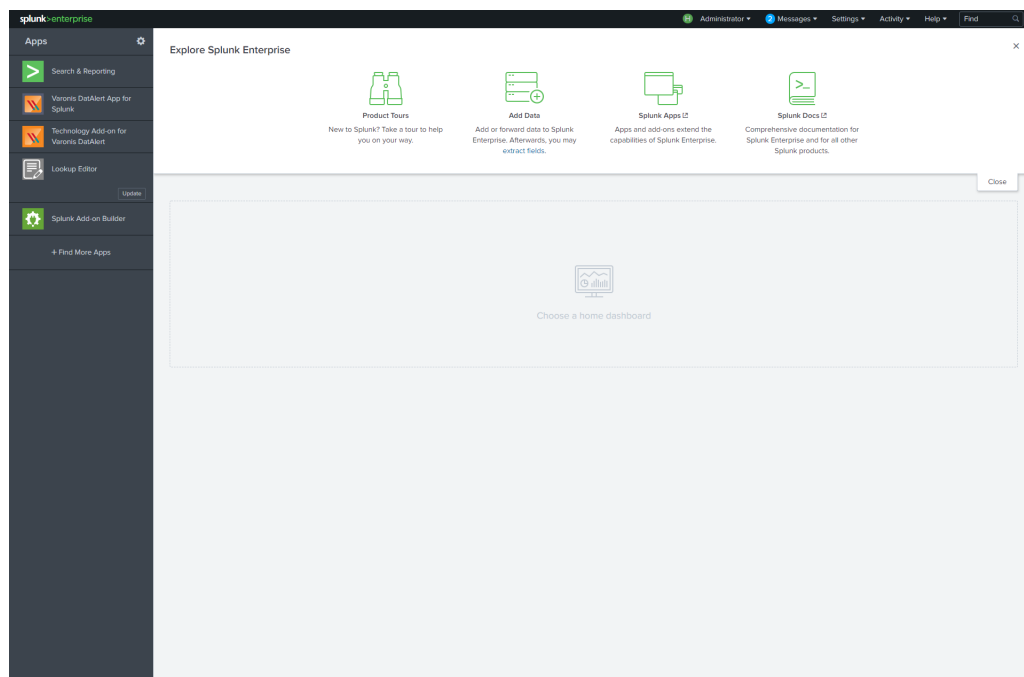 splunk>enterprise
Administrator
2 Messages
Settings
Activity
Help
Find
Apps
Search & Reporting
Varonis DatAlert App for
Splunk
Technology Add-on for
Varonis DatAlert
Lookup Editor
Update
Splunk Add-on Builder
+ Find More Apps
Explore Splunk Enterprise
Product Tours
New to Splunk? Take a tour to help
you on your way.
Add Data
Add or forward data to Splunk
Enterprise. Afterwards, you may
extract fields.
Splunk Apps
Apps and add-ons extend the
capabilities of Splunk Enterprise.
Splunk Docs
Comprehensive documentation for
Splunk Enterprise and for all other
Splunk products.
Close
Choose a home dashboard